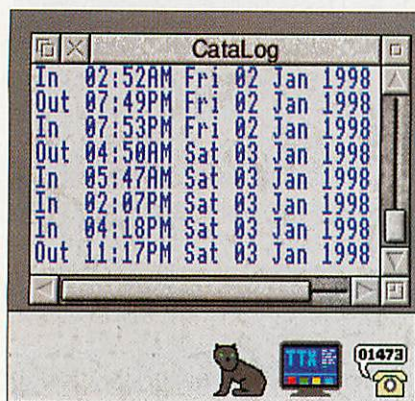 CataLog
In 02:52AM Fri 02 Jan 1998
Out 07:49PM Fri 02 Jan 1998
In 07:53PM Fri 02 Jan 1998
Out 04:50AM Sat 03 Jan 1998
In 05:47AM Sat 03 Jan 1998
In 02:07PM Sat 03 Jan 1998
In 04:18PM Sat 03 Jan 1998
Out 11:17PM Sat 03 Jan 1998
TTX
01473